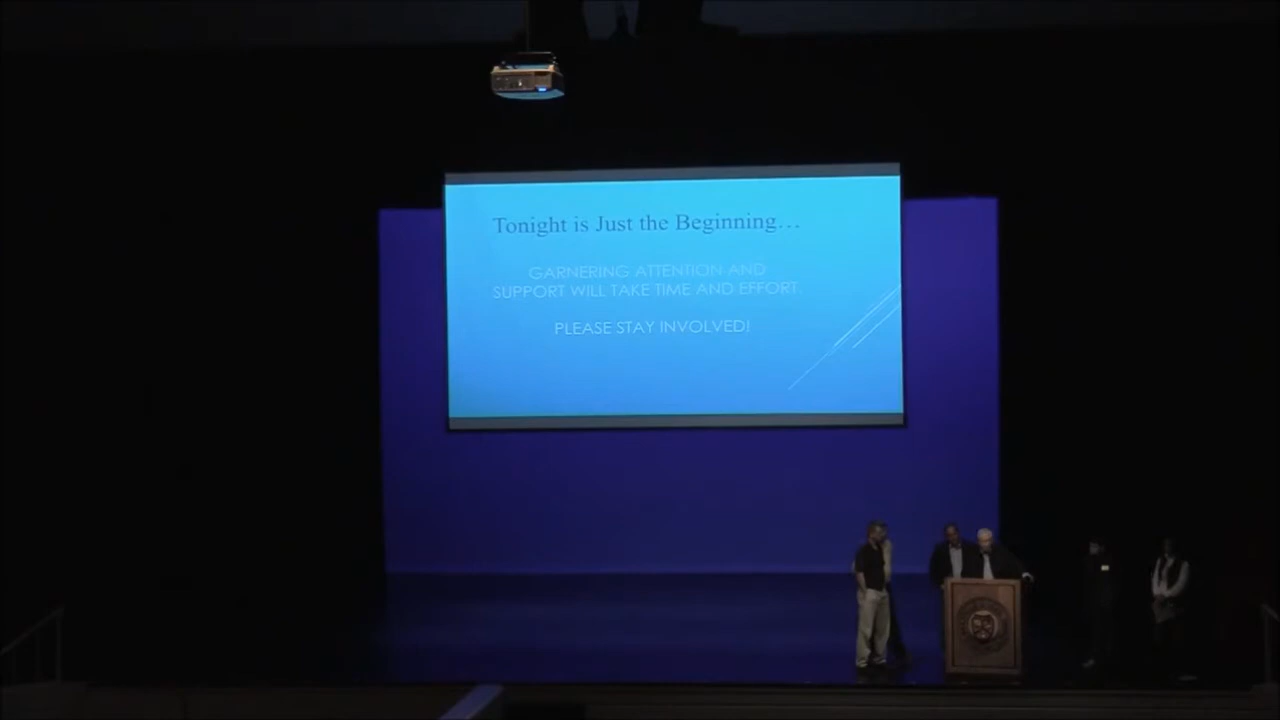 Tonight is Just the Beginning…
GARNERING ATTENTION AND
SUPPORT WILL TAKE TIME AND EFFORT.
PLEASE STAY INVOLVED!